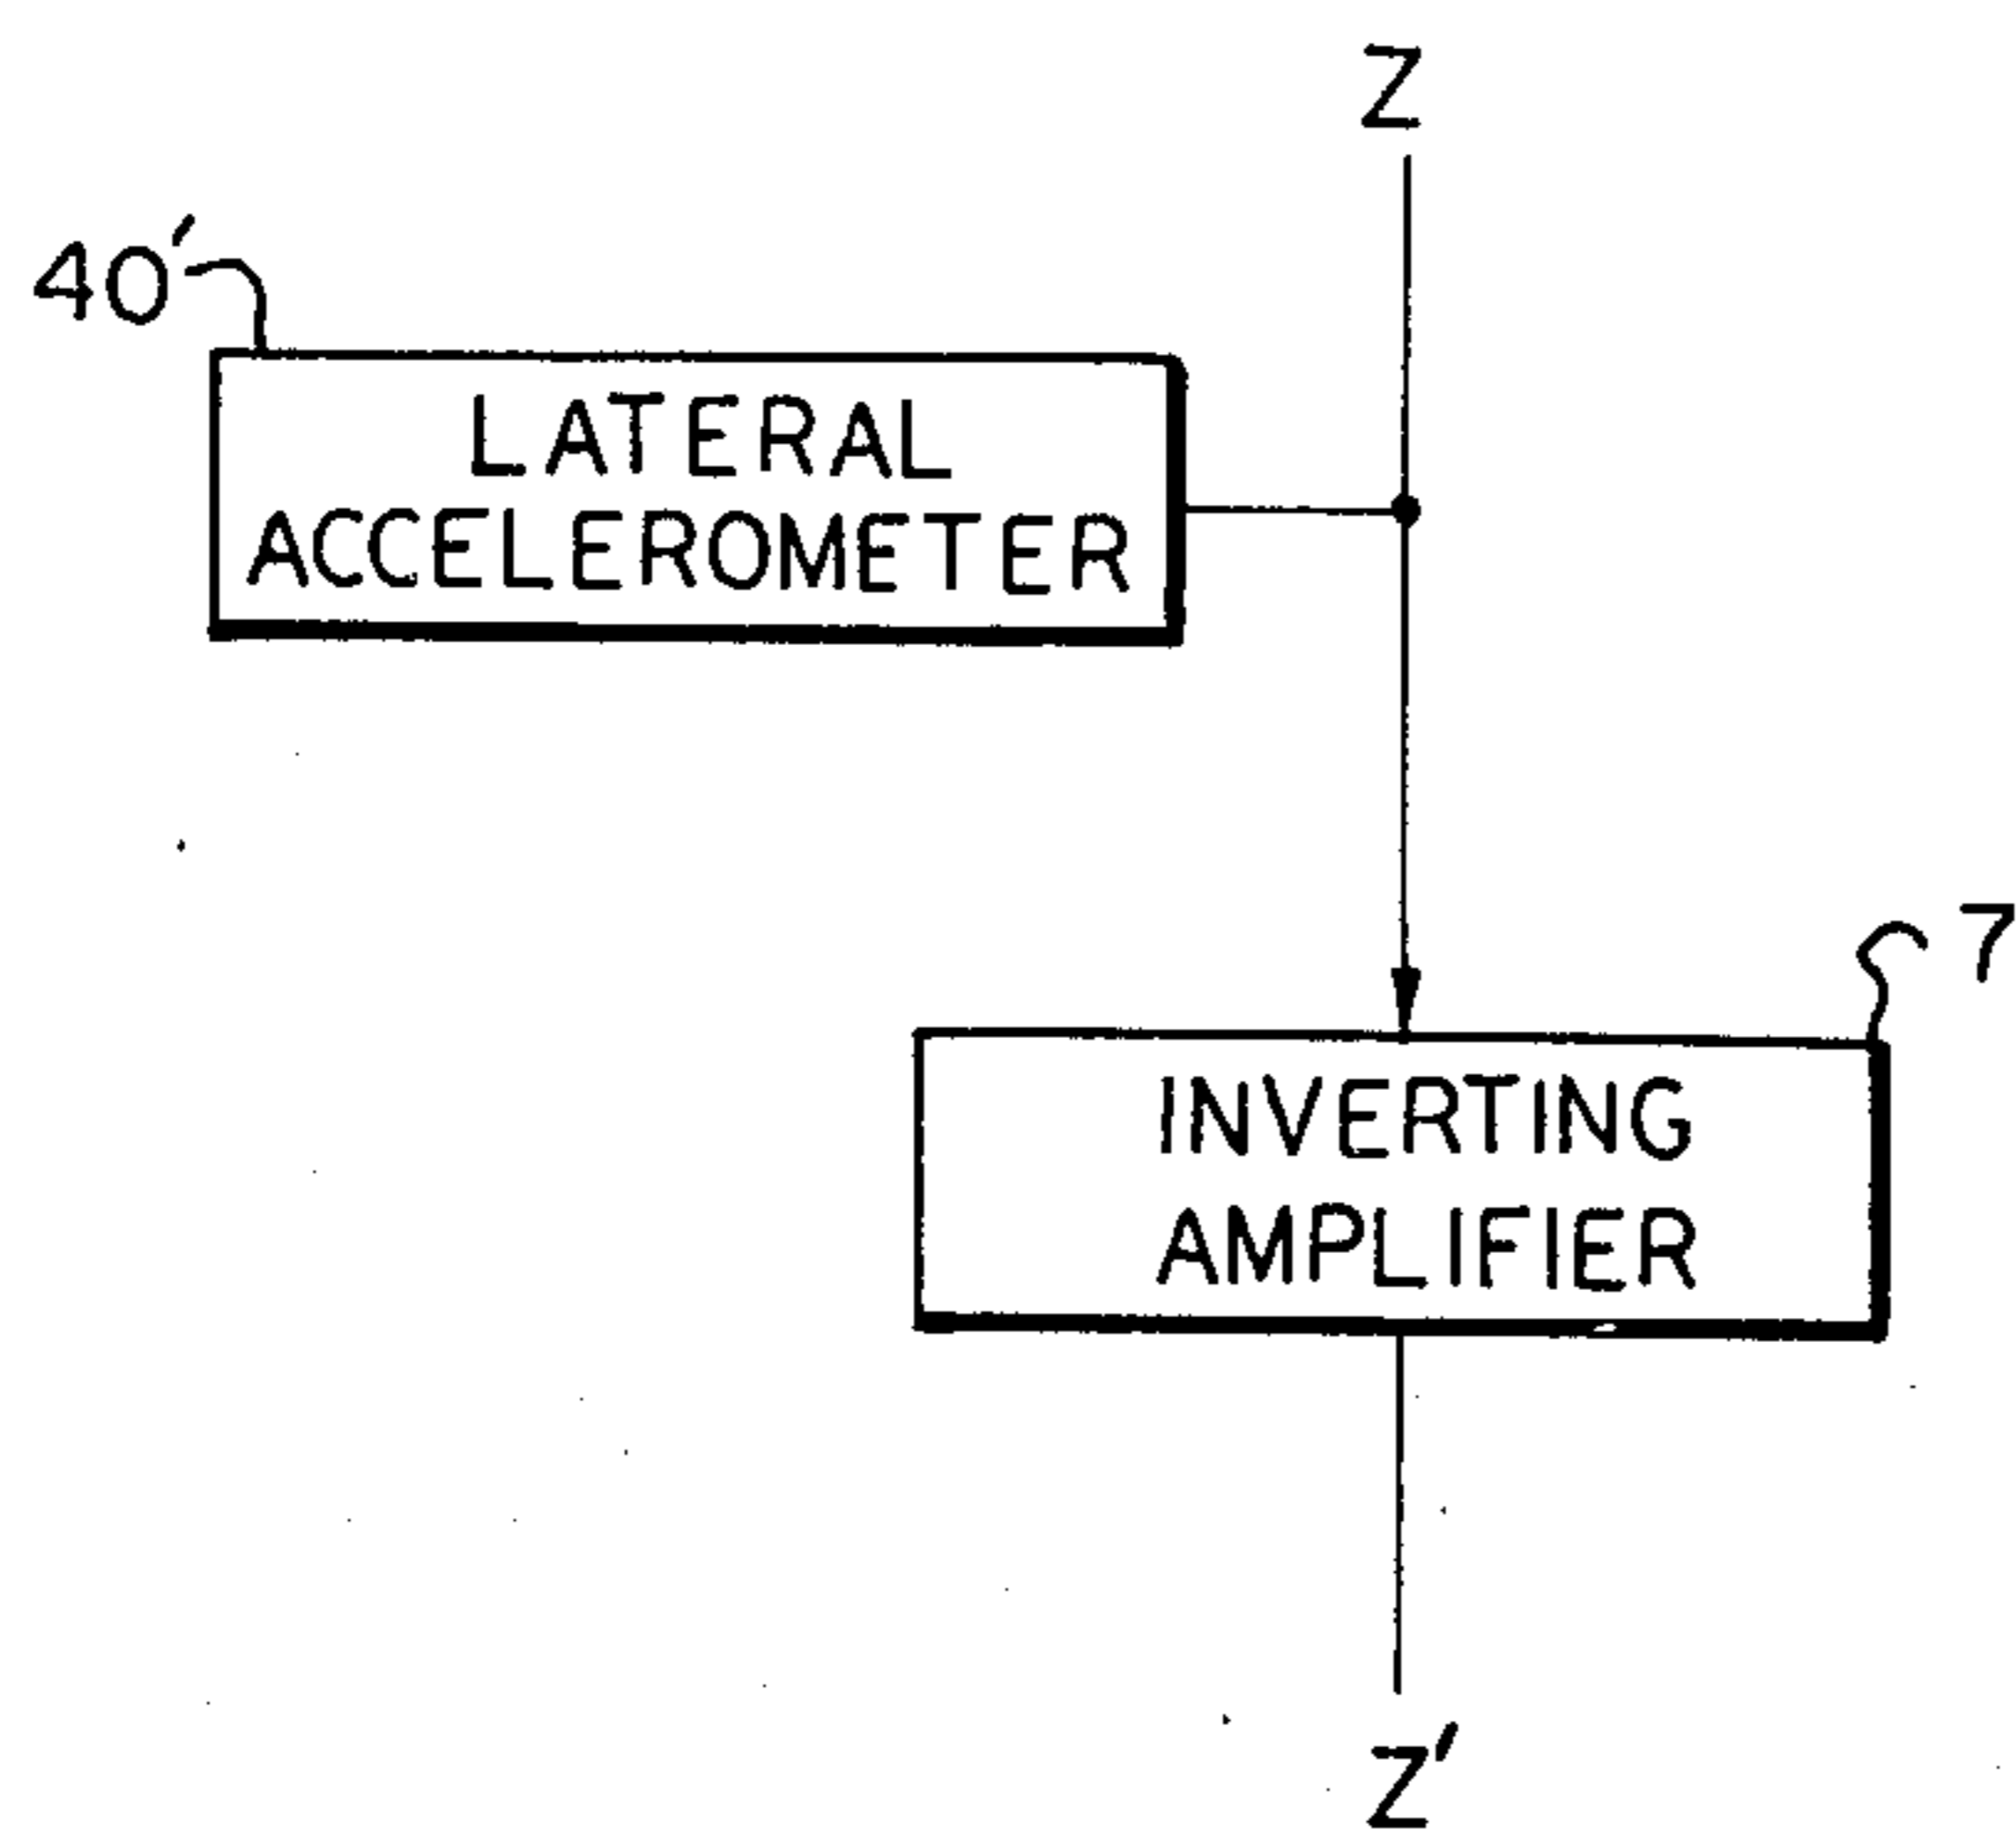 Z
40'
LATERAL
ACCELEROMETER
7
INVERTING
AMPLIFIER
Z'